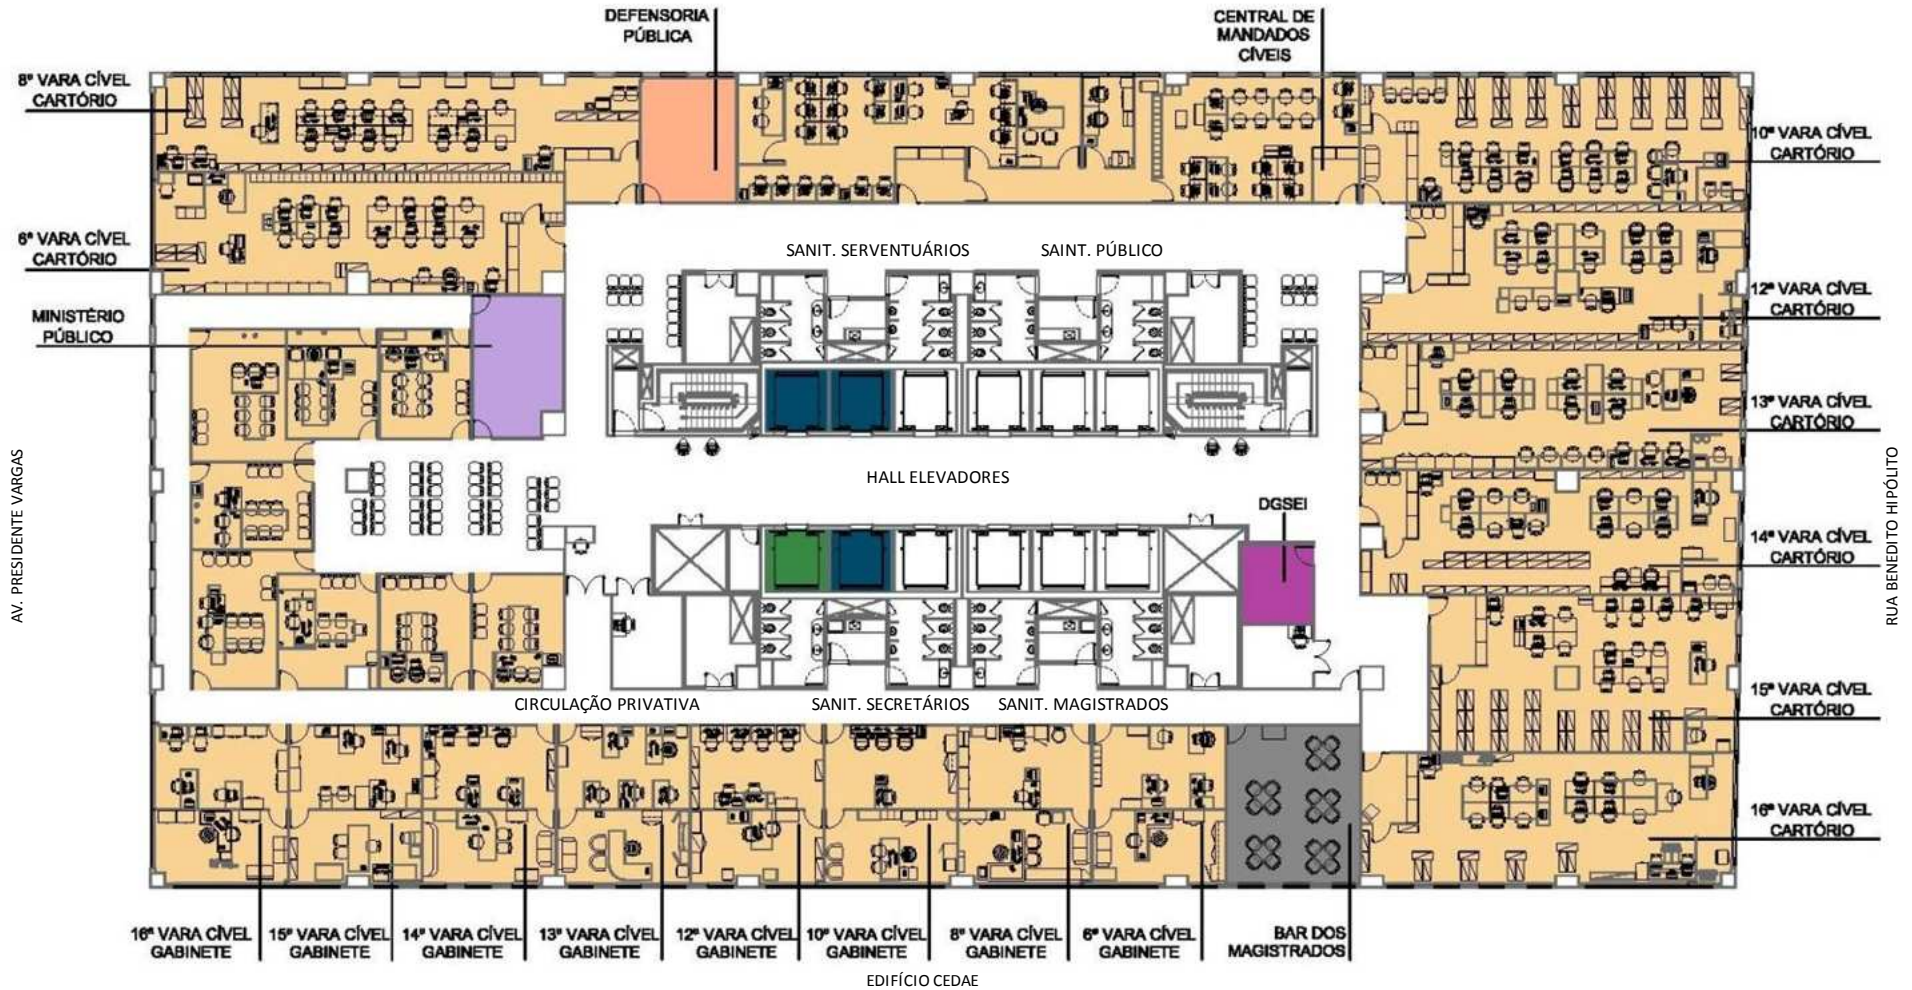 DEFENSORIA
PÚBLICA
CENTRAL DE
MANDADOS
CÍVEIS
8ª VARA CÍVEL
CARTÓRIO
10ª VARA CÍVEL
CARTÓRIO
6ª VARA CÍVEL
CARTÓRIO
SANIT. SERVENTUÁRIOS
SAINT. PÚBLICO
12ª VARA CÍVEL
CARTÓRIO
MINISTÉRIO
PÚBLICO
13ª VARA CÍVEL
CARTÓRIO
AV. PRESIDENTE VARGAS
HALL ELEVADORES
RUA BENEDITO HIPÓLITO
DGSEI
14ª VARA CÍVEL
CARTÓRIO
15ª VARA CÍVEL
CARTÓRIO
CIRCULAÇÃO PRIVATIVA
SANIT. SECRETÁRIOS
SANIT. MAGISTRADOS
16ª VARA CÍVEL
CARTÓRIO
16ª VARA CÍVEL
GABINETE
15ª VARA CÍVEL
GABINETE
14ª VARA CÍVEL
GABINETE
13ª VARA CÍVEL
GABINETE
12ª VARA CÍVEL
GABINETE
10ª VARA CÍVEL
GABINETE
8ª VARA CÍVEL
GABINETE
6ª VARA CÍVEL
GABINETE
BAR DOS
MAGISTRADOS
EDIFÍCIO CEDAE